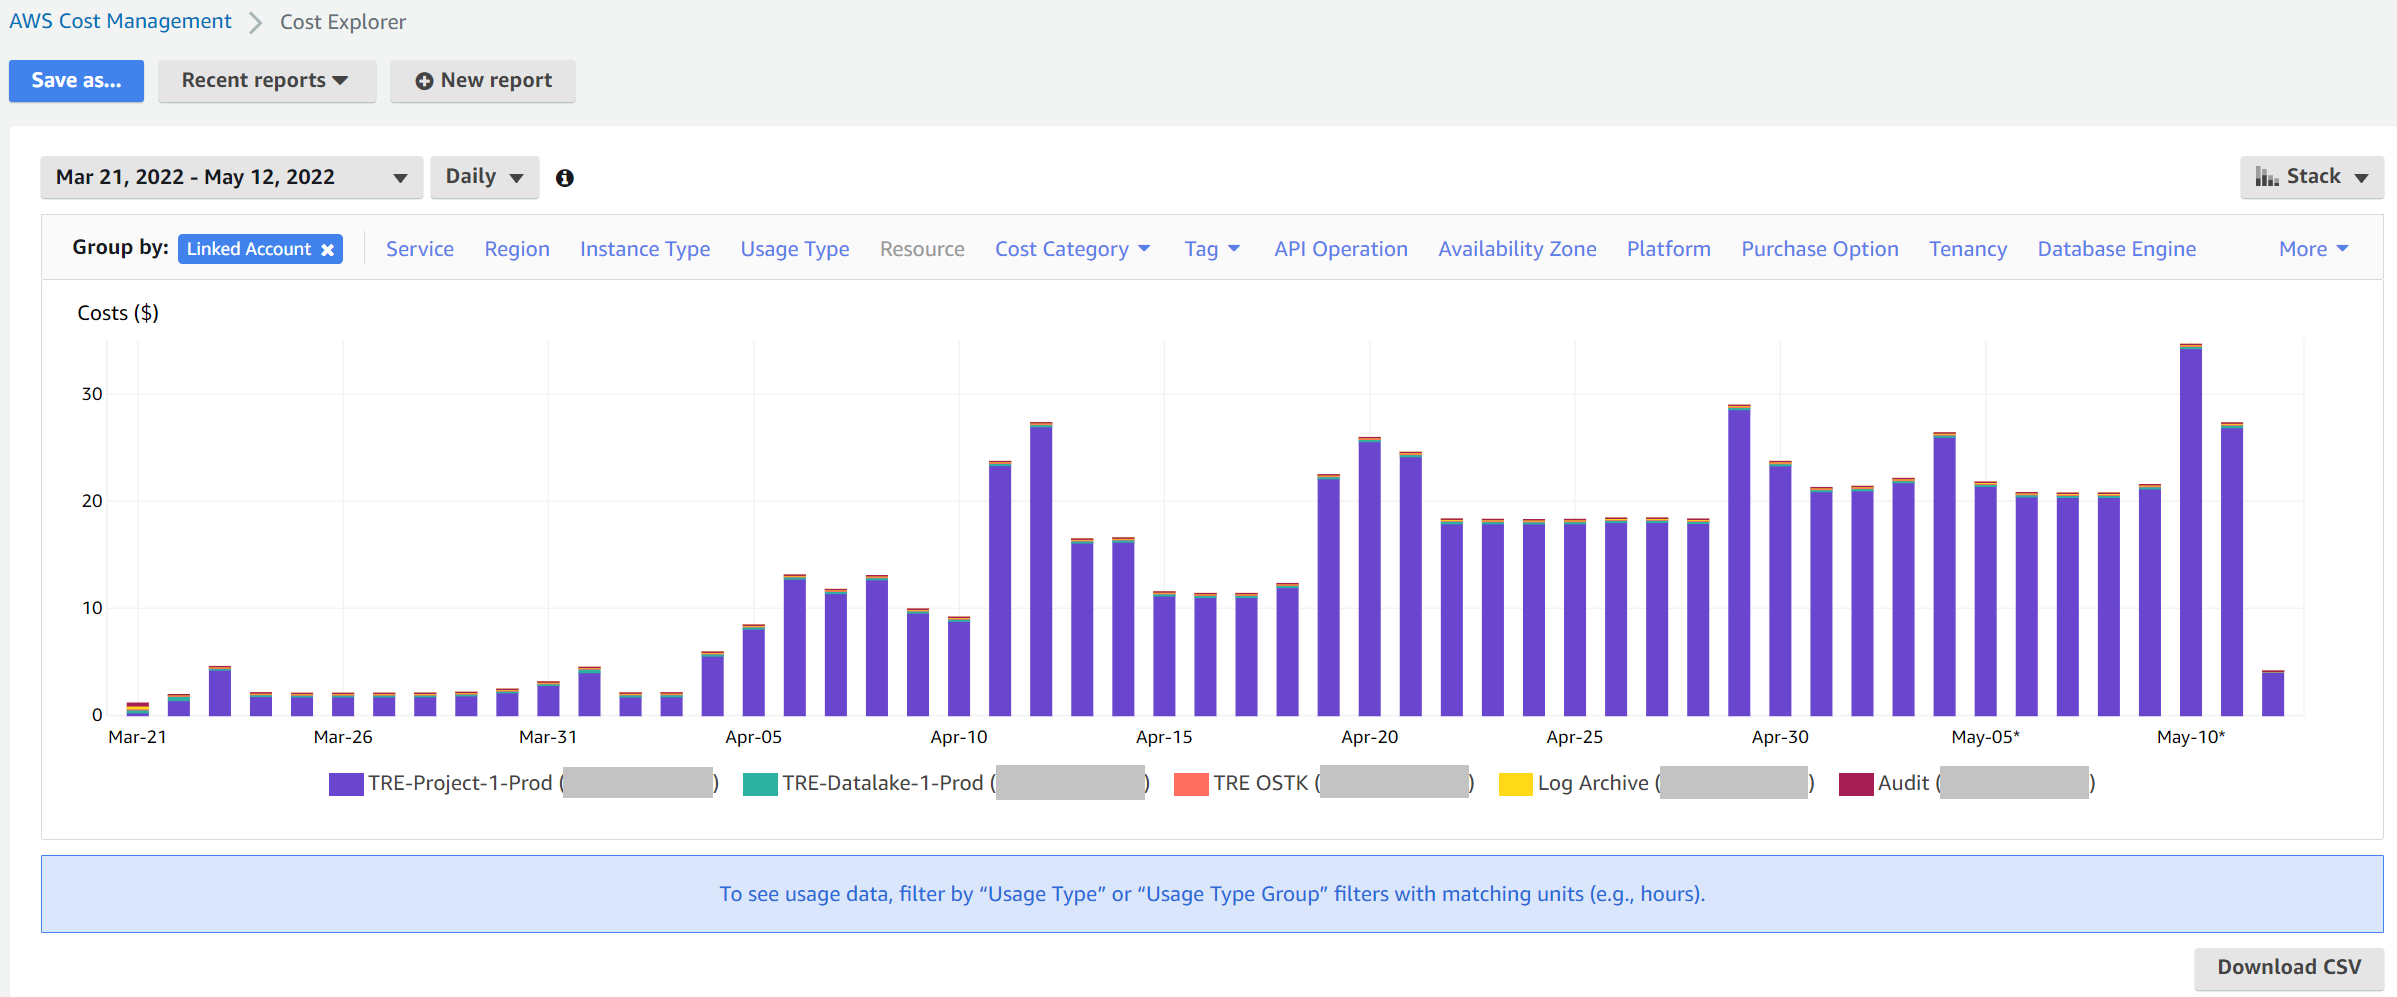 AWS Cost Management > Cost Explorer
Save as... Recent reports New report
Mar 21, 2022 - May 12, 2022 Daily Stack
Group by: Linked Account × Service Region Instance Type Usage Type Resource Cost Category Tag API Operation Availability Zone Platform Purchase Option Tenancy Database Engine More
Costs ($)
30
20
10
0
Mar-21 Mar-26 Mar-31 Apr-05 Apr-10 Apr-15 Apr-20 Apr-25 Apr-30 May-05* May-10*
TRE-Project-1-Prod ( ) TRE-Datalake-1-Prod ( ) TRE OSTK ( ) Log Archive ( ) Audit ( )
To see usage data, filter by “Usage Type” or “Usage Type Group” filters with matching units (e.g., hours).
Download CSV